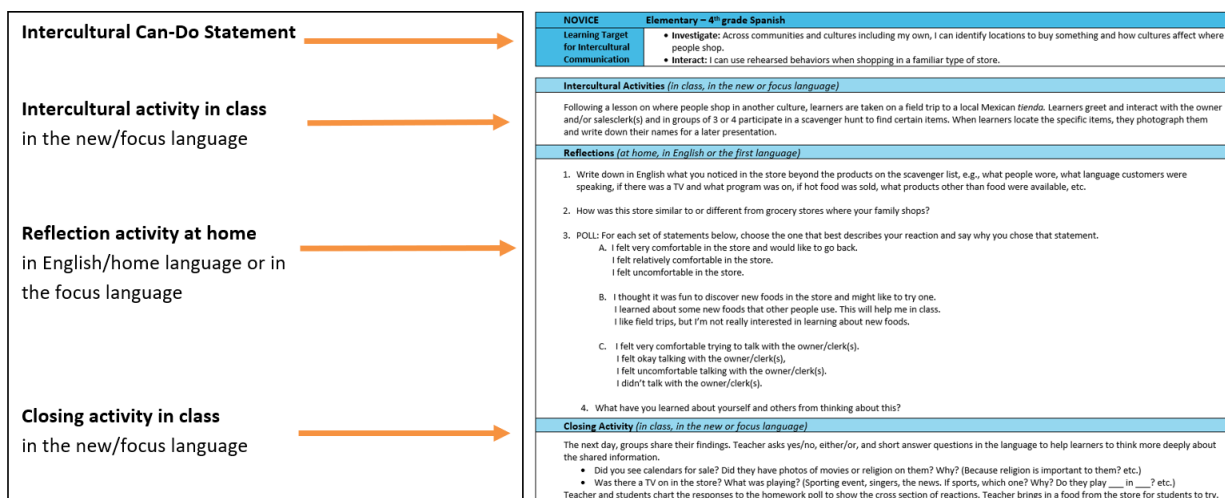 Intercultural Can-Do Statement
Intercultural activity in class
in the new/focus language
Reflection activity at home
in English/home language or in
the focus language
Closing activity in class
in the new/focus language
NOVICE Elementary – 4th grade Spanish
Learning Target
for Intercultural
Communication
• Investigate: Across communities and cultures including my own, I can identify locations to buy something and how cultures affect where
people shop.
• Interact: I can use rehearsed behaviors when shopping in a familiar type of store.
Intercultural Activities (in class, in the new or focus language)
Following a lesson on where people shop in another culture, learners are taken on a field trip to a local Mexican tienda. Learners greet and interact with the owner
and/or salesclerk(s) and in groups of 3 or 4 participate in a scavenger hunt to find certain items. When learners locate the specific items, they photograph them
and write down their names for a later presentation.
Reflections (at home, in English or the first language)
1. Write down in English what you noticed in the store beyond the products on the scavenger list, e.g., what people wore, what language customers were
speaking, if there was a TV and what program was on, if hot food was sold, what products other than food were available, etc.
2. How was this store similar to or different from grocery stores where your family shops?
3. POLL: For each set of statements below, choose the one that best describes your reaction and say why you chose that statement.
A. I felt very comfortable in the store and would like to go back.
I felt relatively comfortable in the store.
I felt uncomfortable in the store.
B. I thought it was fun to discover new foods in the store and might like to try one.
I learned about some new foods that other people use. This will help me in class.
I like field trips, but I'm not really interested in learning about new foods.
C. I felt very comfortable trying to talk with the owner/clerk(s).
I felt okay talking with the owner/clerk(s),
I felt uncomfortable talking with the owner/clerk(s).
I didn't talk with the owner/clerk(s).
4. What have you learned about yourself and others from thinking about this?
Closing Activity (in class, in the new or focus language)
The next day, groups share their findings. Teacher asks yes/no, either/or, and short answer questions in the language to help learners to think more deeply about
the shared information.
• Did you see calendars for sale? Did they have photos of movies or religion on them? Why? (Because religion is important to them? etc.)
• Was there a TV on in the store? What was playing? (Sporting event, singers, the news. If sports, which one? Why? Do they play ___ in ___? etc.)
Teacher and students chart the responses to the homework poll to show the cross section of reactions. Teacher brings in a food from the store for students to try.